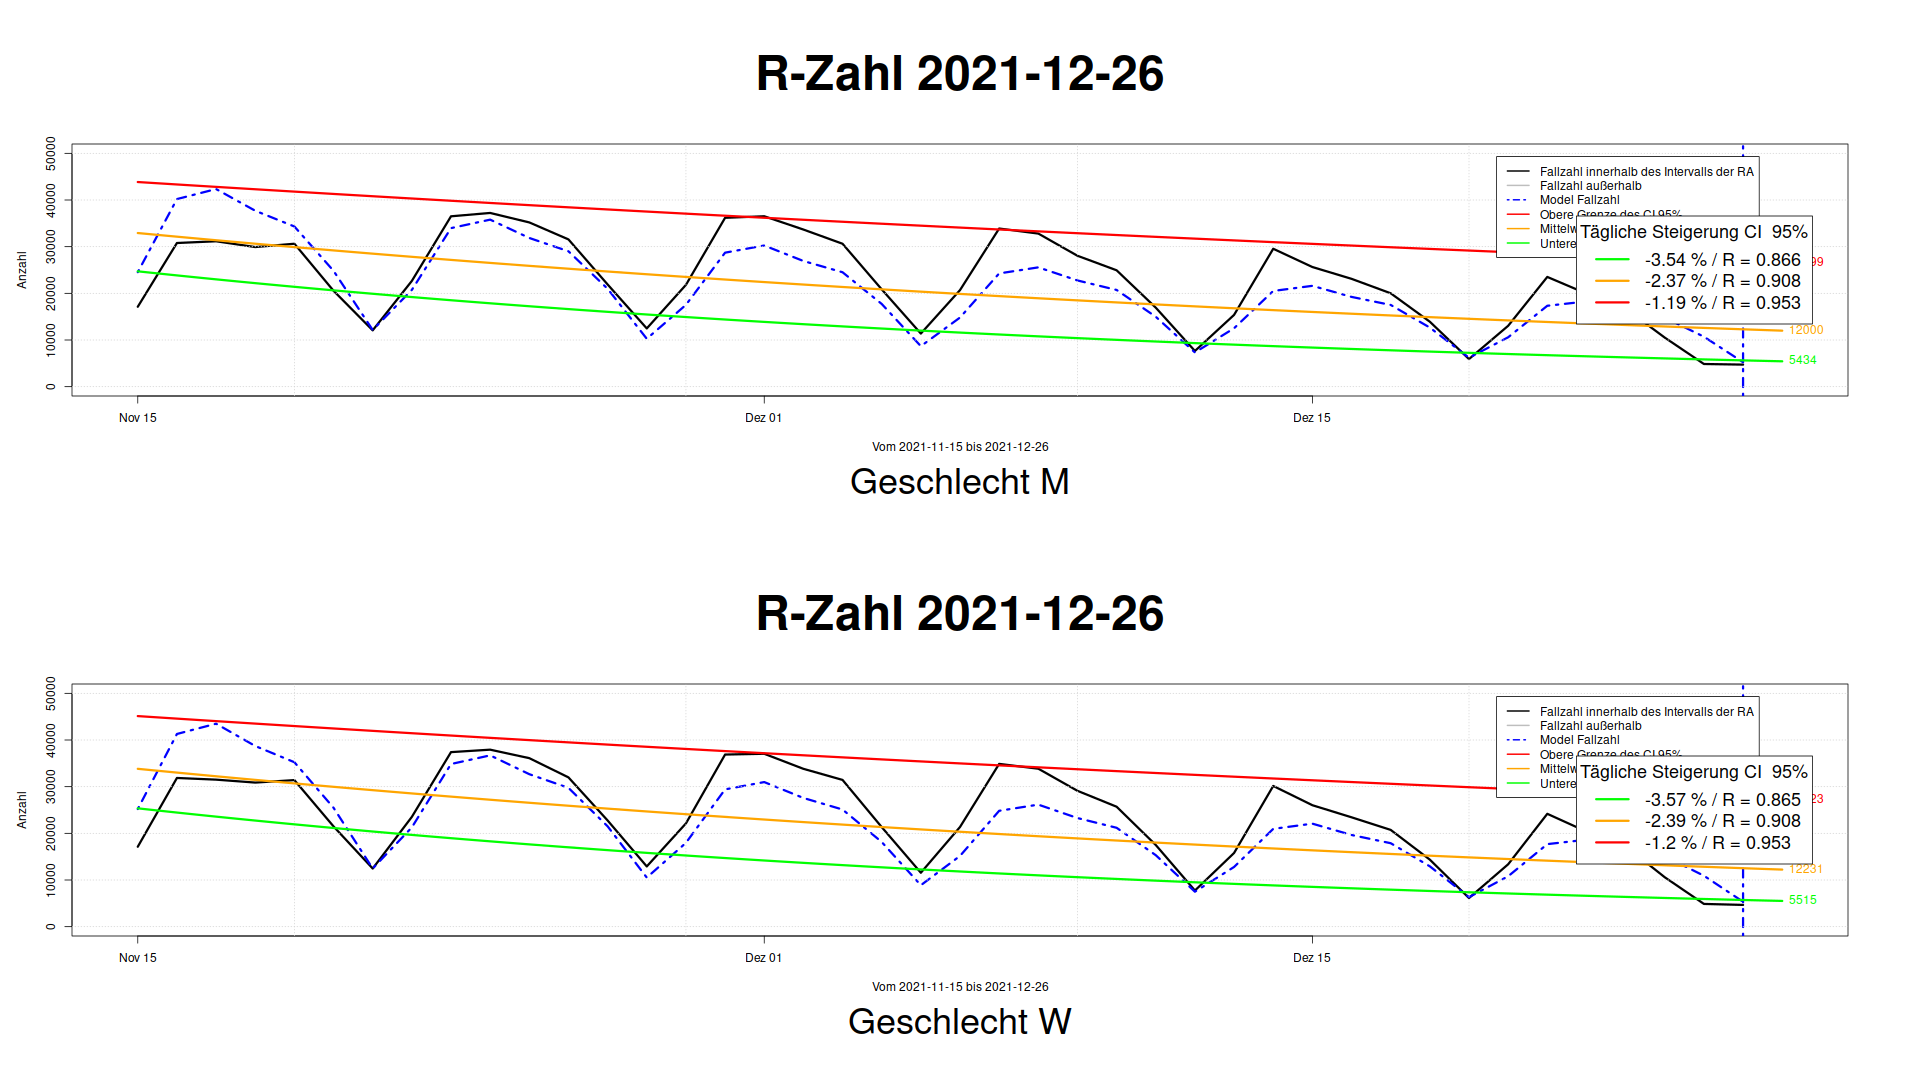 R-Zahl 2021-12-26
Anzahl
50000
40000
30000
20000
10000
0
Fallzahl innerhalb des Intervalls der RA
Fallzahl außerhalb
Model Fallzahl
Obere Grenze des CI 95%
Tägliche Steigerung CI 95%
-3.54 % / R = 0.866
-2.37 % / R = 0.908
-1.19 % / R = 0.953
12000
5434
Nov 15
Dez 01
Dez 15
Vom 2021-11-15 bis 2021-12-26
Geschlecht M
R-Zahl 2021-12-26
Anzahl
50000
40000
30000
20000
10000
0
Fallzahl innerhalb des Intervalls der RA
Fallzahl außerhalb
Model Fallzahl
Obere Grenze des CI 95%
Tägliche Steigerung CI 95%
-3.57 % / R = 0.865
-2.39 % / R = 0.908
-1.2 % / R = 0.953
12231
5515
Nov 15
Dez 01
Dez 15
Vom 2021-11-15 bis 2021-12-26
Geschlecht W